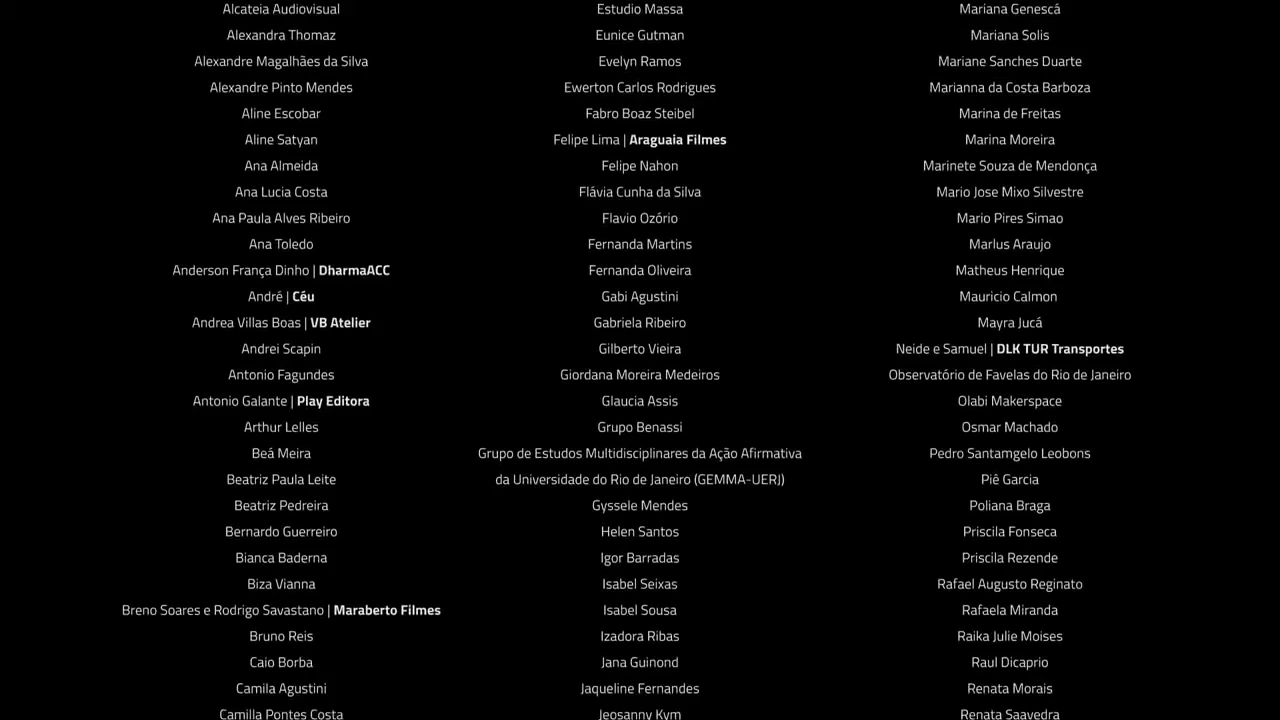 Alcateia Audiovisual
Alexandra Thomaz
Alexandre Magalhães da Silva
Alexandre Pinto Mendes
Aline Escobar
Aline Satyan
Ana Almeida
Ana Lucia Costa
Ana Paula Alves Ribeiro
Ana Toledo
Anderson França Dinho | DharmaACC
André | Céu
Andrea Villas Boas | VB Atelier
Andrei Scapin
Antonio Fagundes
Antonio Galante | Play Editora
Arthur Lelles
Beá Meira
Beatriz Paula Leite
Beatriz Pedreira
Bernardo Guerreiro
Bianca Baderna
Biza Vianna
Breno Soares e Rodrigo Savastano | Maraberto Filmes
Bruno Reis
Caio Borba
Camila Agustini
Camilla Pontes Costa
Estudio Massa
Eunice Gutman
Evelyn Ramos
Ewerton Carlos Rodrigues
Fabro Boaz Steibel
Felipe Lima | Araguaia Filmes
Felipe Nahon
Flávia Cunha da Silva
Flavio Ozório
Fernanda Martins
Fernanda Oliveira
Gabi Agustini
Gabriela Ribeiro
Gilberto Vieira
Giordana Moreira Medeiros
Glaucia Assis
Grupo Benassi
Grupo de Estudos Multidisciplinares da Ação Afirmativa
da Universidade do Rio de Janeiro (GEMMA-UERJ)
Gyssele Mendes
Helen Santos
Igor Barradas
Isabel Seixas
Isabel Sousa
Izadora Ribas
Jana Guinond
Jaqueline Fernandes
Jeosanny Kym
Mariana Genescá
Mariana Solis
Mariane Sanches Duarte
Marianna da Costa Barboza
Marina de Freitas
Marina Moreira
Marinete Souza de Mendonça
Mario Jose Mixo Silvestre
Mario Pires Simao
Marlus Araujo
Matheus Henrique
Mauricio Calmon
Mayra Jucá
Neide e Samuel | DLK TUR Transportes
Observatório de Favelas do Rio de Janeiro
Olabi Makerspace
Osmar Machado
Pedro Santamgelo Leobons
Piê Garcia
Poliana Braga
Priscila Fonseca
Priscila Rezende
Rafael Augusto Reginato
Rafaela Miranda
Raika Julie Moises
Raul Dicaprio
Renata Morais
Renata Saavedra